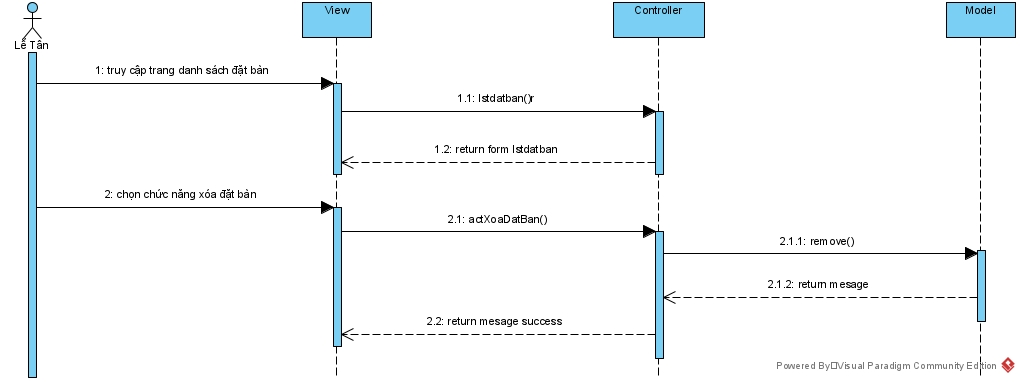 View
Controller
Model
Lễ Tân
1: truy cập trang danh sách đặt bàn
1.1: lstdatban()r
1.2: return form lstdatban
2: chọn chức năng xóa đặt bàn
2.1: actXoaDatBan()
2.1.1: remove()
2.1.2: return mesage
2.2: return mesage success
Powered By□Visual Paradigm Community Edition